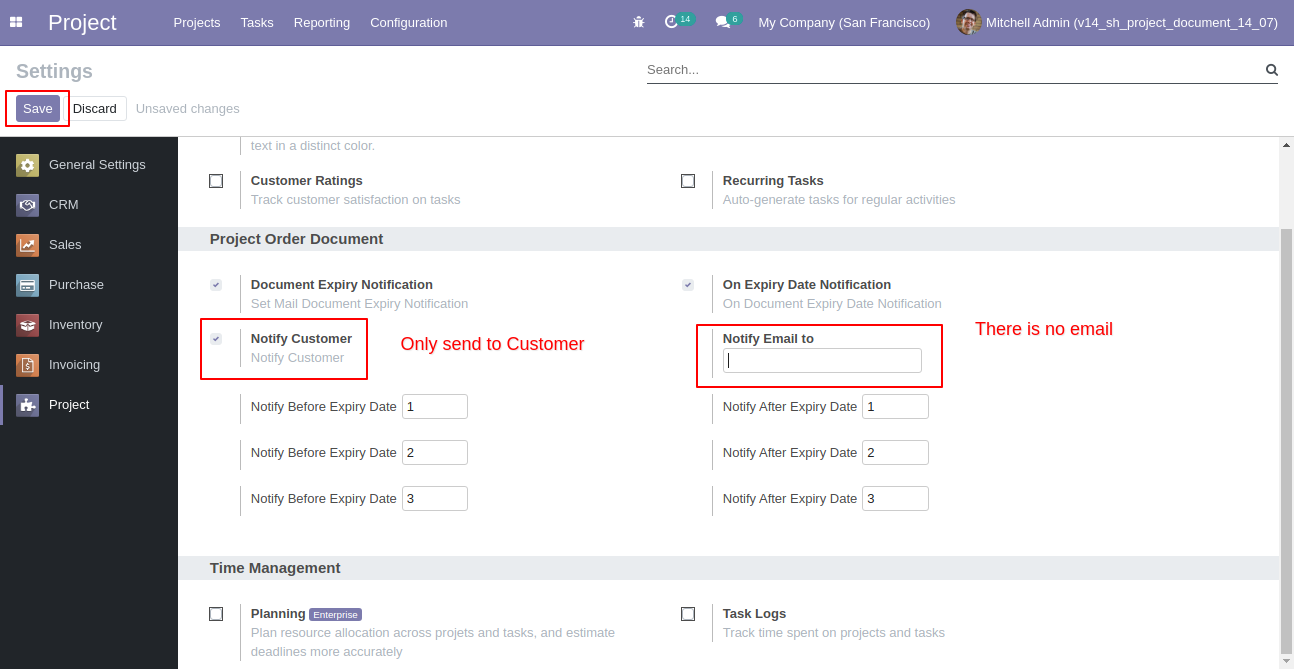 Project Projects Tasks Reporting Configuration 14 6 My Company (San Francisco) Mitchell Admin (v14_sh_project_document_14_07)
Settings
Search...
Save Discard Unsaved changes
General Settings
CRM
Sales
Purchase
Inventory
Invoicing
Project
text in a distinct color.
Customer Ratings
Track customer satisfaction on tasks
Recurring Tasks
Auto-generate tasks for regular activities
Project Order Document
Document Expiry Notification
Set Mail Document Expiry Notification
On Expiry Date Notification
On Document Expiry Date Notification
Notify Customer
Notify Customer
Only send to Customer
Notify Email to
There is no email
Notify Before Expiry Date 1
Notify After Expiry Date 1
Notify Before Expiry Date 2
Notify After Expiry Date 2
Notify Before Expiry Date 3
Notify After Expiry Date 3
Time Management
Planning Enterprise
Plan resource allocation across projets and tasks, and estimate
deadlines more accurately
Task Logs
Track time spent on projects and tasks